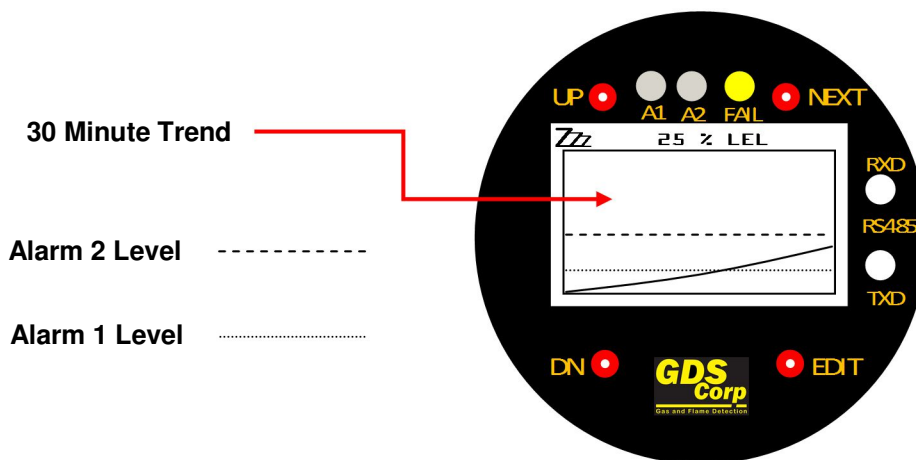 UP
NEXT
A1 A2 FAIL
30 Minute Trend
Zzz 25 % LEL
RXD
RS485
Alarm 2 Level
TXD
Alarm 1 Level
DN
EDIT
GDS
Corp
Gas and Flame Detection